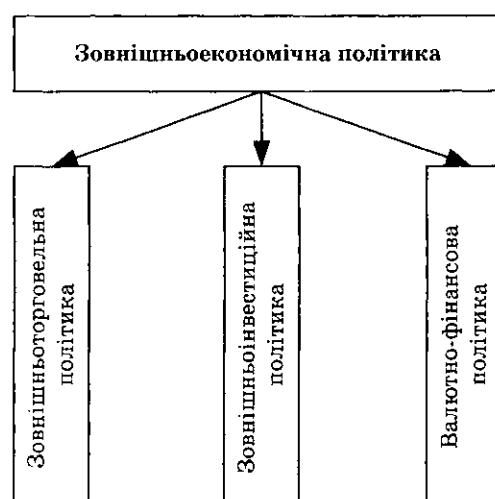 Зовнішньоекономічна політика
Зовнішньоторговельна
політика
Зовнішньоінвестиційна
політика
Валютно-фінансова
політика